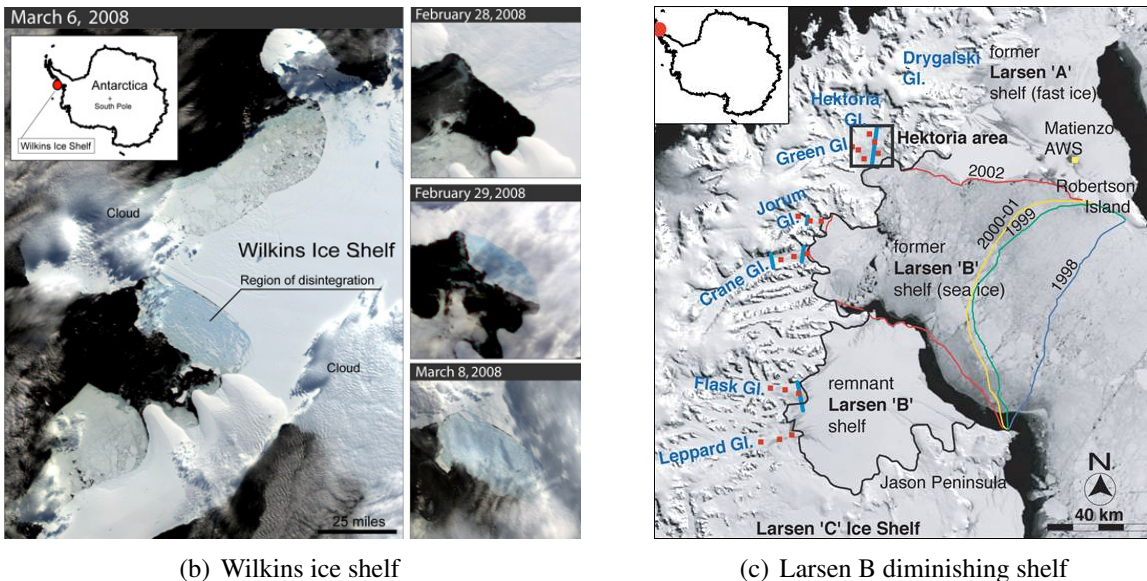 March 6, 2008
Antarctica
+
South Pole
Wilkins Ice Shelf
Cloud
Wilkins Ice Shelf
Region of disintegration
Cloud
25 miles
February 28, 2008
February 29, 2008
March 8, 2008
(b) Wilkins ice shelf
Drygalski
Gl.
former
Larsen 'A'
shelf (fast ice)
Hektoria
Gl.
Green Gl
Hektoria area
Matienzo
AWS
2002
Robertson
Island
Jorum
Gl.
2000-01
1999
1998
former
Larsen 'B'
shelf (sea ice)
Crane Gl.
Flask Gl.
remnant
Larsen 'B'
shelf
Leppard Gl.
Jason Peninsula
N
Larsen 'C' Ice Shelf
40 km
(c) Larsen B diminishing shelf